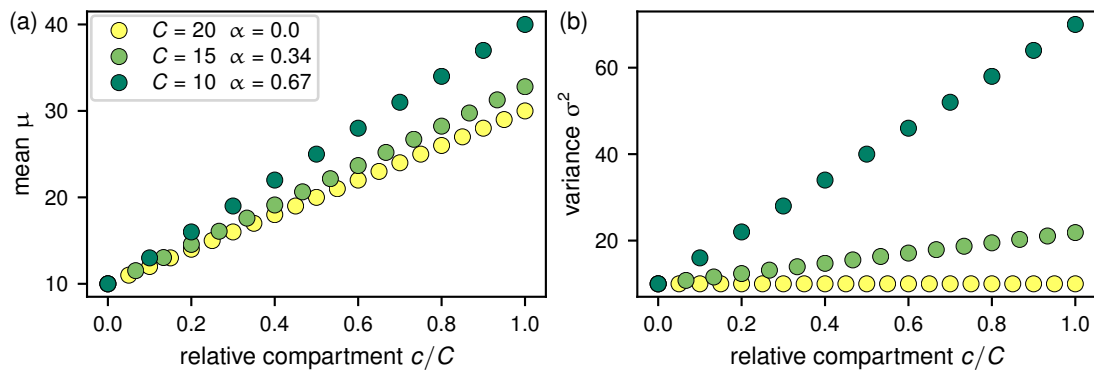 (a)
mean μ
40
30
20
10
C = 20 α = 0.0
C = 15 α = 0.34
C = 10 α = 0.67
0.0 0.2 0.4 0.6 0.8 1.0
relative compartment c/C
(b)
variance σ²
60
40
20
0.0 0.2 0.4 0.6 0.8 1.0
relative compartment c/C